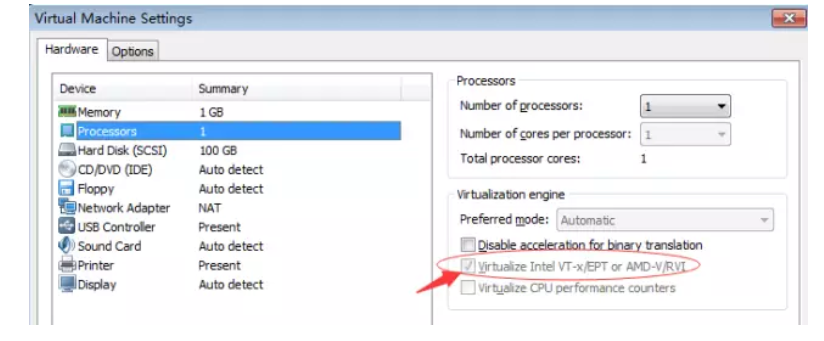 Virtual Machine Settings
Hardware Options
Device Summary
Memory 1 GB
Processors 1
Hard Disk (SCSI) 100 GB
CD/DVD (IDE) Auto detect
Floppy Auto detect
Network Adapter NAT
USB Controller Present
Sound Card Auto detect
Printer Present
Display Auto detect
Processors
Number of processors: 1
Number of cores per processor: 1
Total processor cores: 1
Virtualization engine
Preferred mode: Automatic
Disable acceleration for binary translation
Virtualize Intel VT-x/EPT or AMD-V/RVI
Virtualize CPU performance counters